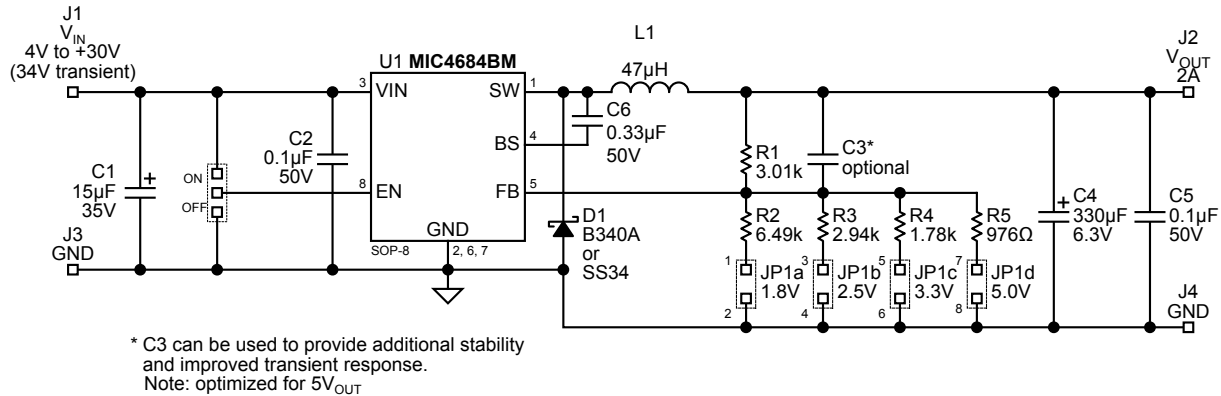 J1
V_IN
4V to +30V
(34V transient)
U1 MIC4684BM
L1
47µH
J2
V_OUT
2A
3
VIN
SW
1
C6
0.33µF
50V
BS
4
C2
0.1µF
50V
C1
15µF
35V
+
ON
OFF
8
EN
FB
5
R1
3.01k
C3*
optional
J3
GND
GND
SOP-8
2, 6, 7
D1
B340A
or
SS34
R2
6.49k
R3
2.94k
R4
1.78k
R5
976Ω
+
C4
330µF
6.3V
C5
0.1µF
50V
1
JP1a
1.8V
2
3
JP1b
2.5V
4
5
JP1c
3.3V
6
7
JP1d
5.0V
8
J4
GND
* C3 can be used to provide additional stability
and improved transient response.
Note: optimized for 5V_OUT